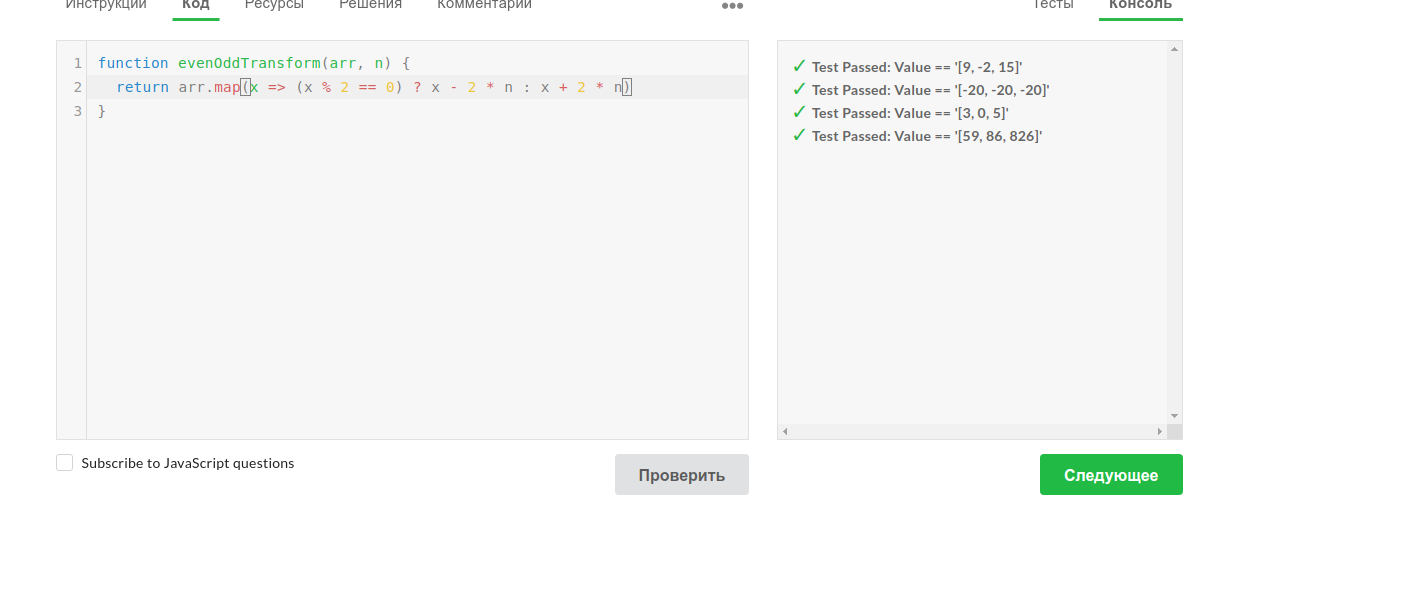 Инструкции Код Ресурсы Решения Комментарии ••• Тесты Консоль
1 function evenOddTransform(arr, n) {
2 return arr.map(x => (x % 2 == 0) ? x - 2 * n : x + 2 * n)
3 }
✓ Test Passed: Value == '[9, -2, 15]'
✓ Test Passed: Value == '[-20, -20, -20]'
✓ Test Passed: Value == '[3, 0, 5]'
✓ Test Passed: Value == '[59, 86, 826]'
Subscribe to JavaScript questions
Проверить
Следующее